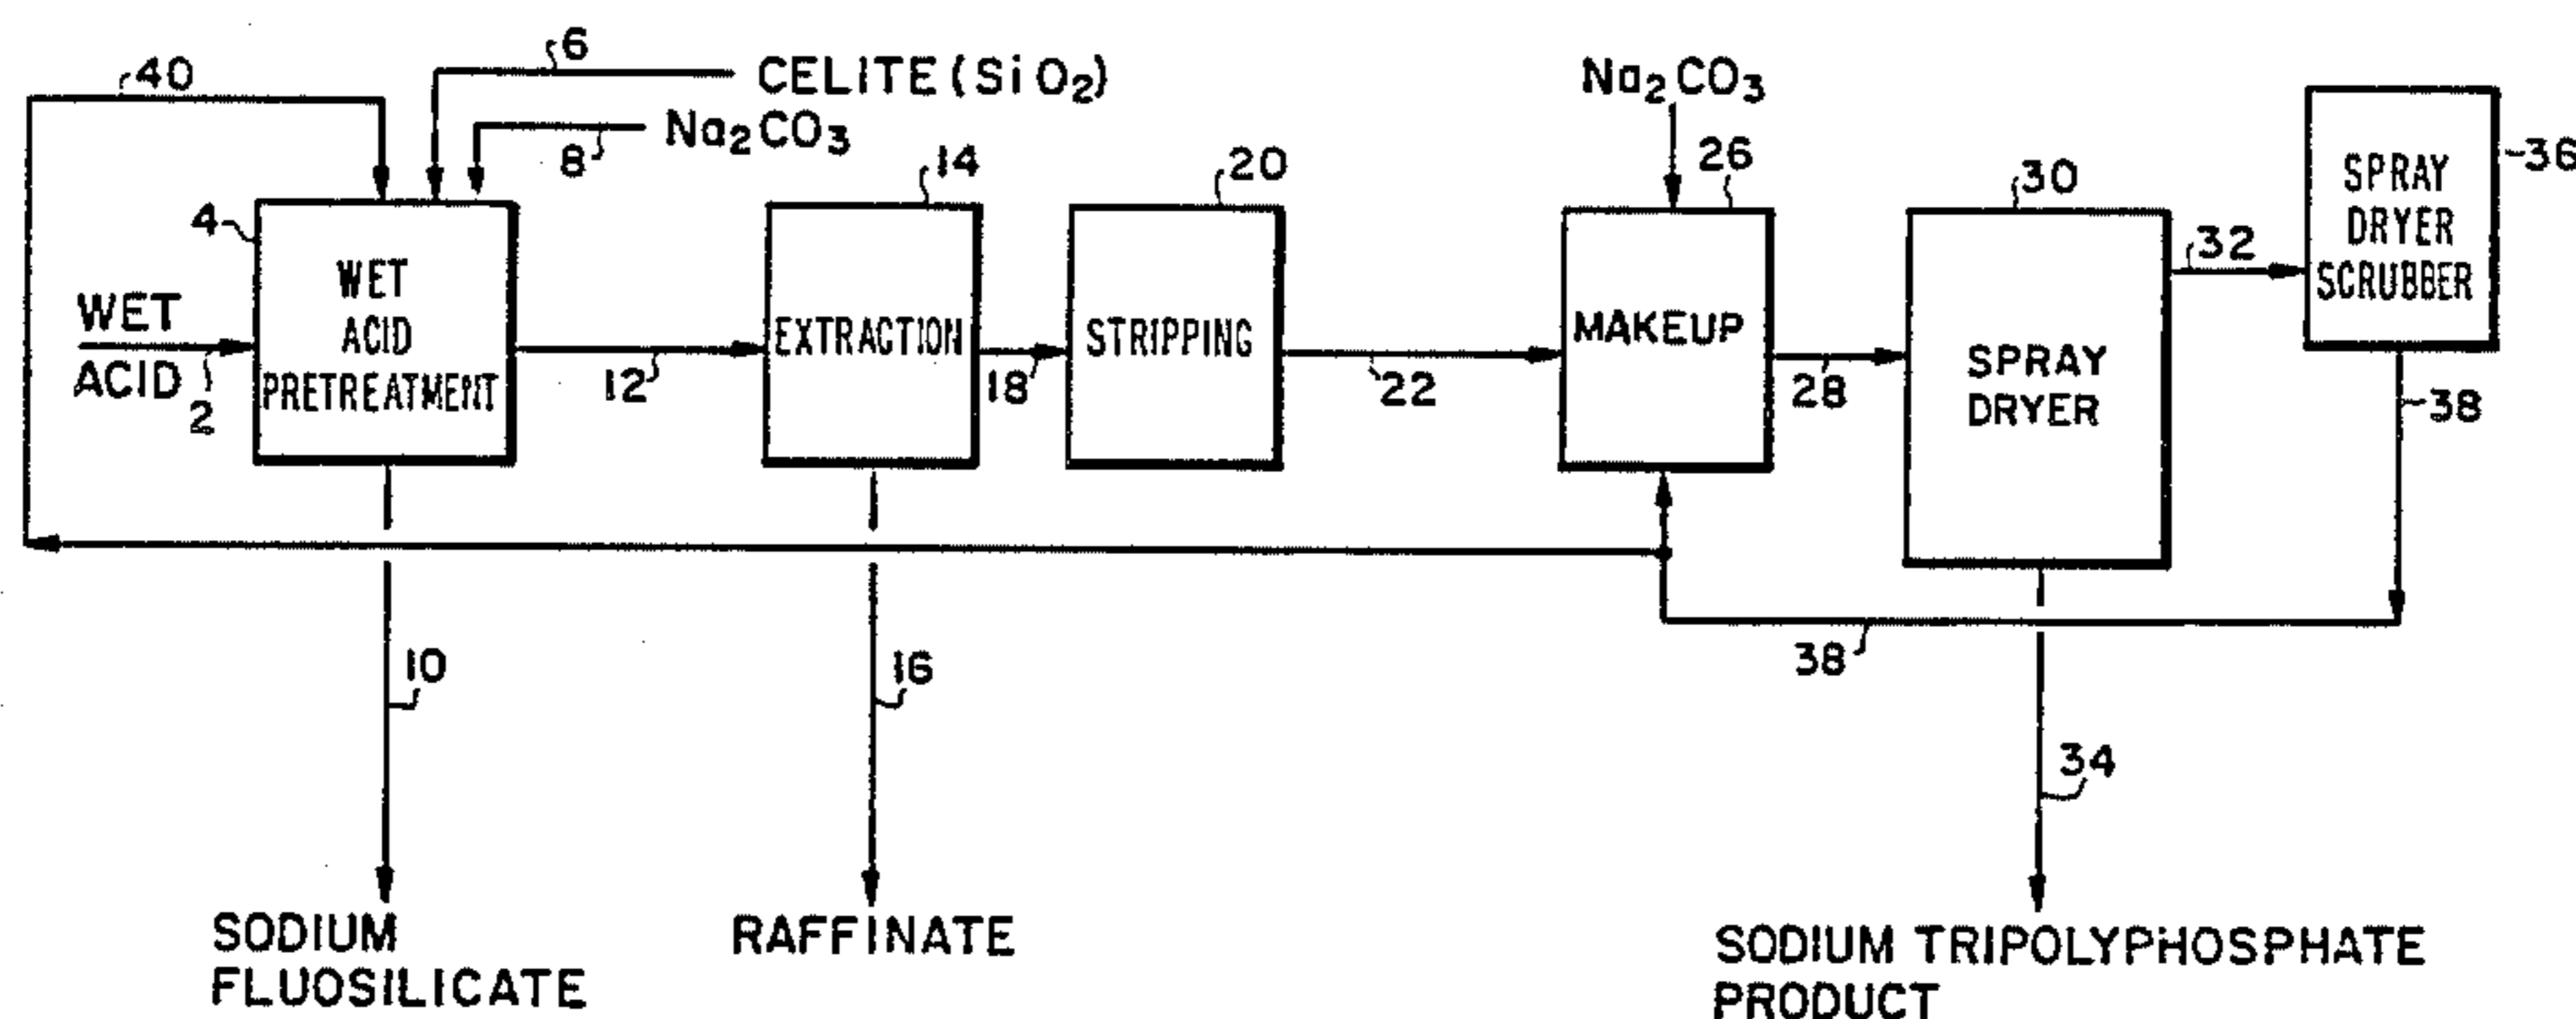 40
6
CELITE (SiO2)
Na2CO3
8
Na2CO3
4
14
20
26
30
36
WET
ACID
2
WET
ACID
PRETREATMENT
12
EXTRACTION
18
STRIPPING
22
MAKEUP
28
SPRAY
DRYER
32
SPRAY
DRYER
SCRUBBER
38
38
10
16
34
SODIUM
FLUOSILICATE
RAFFINATE
SODIUM TRIPOLYPHOSPHATE
PRODUCT